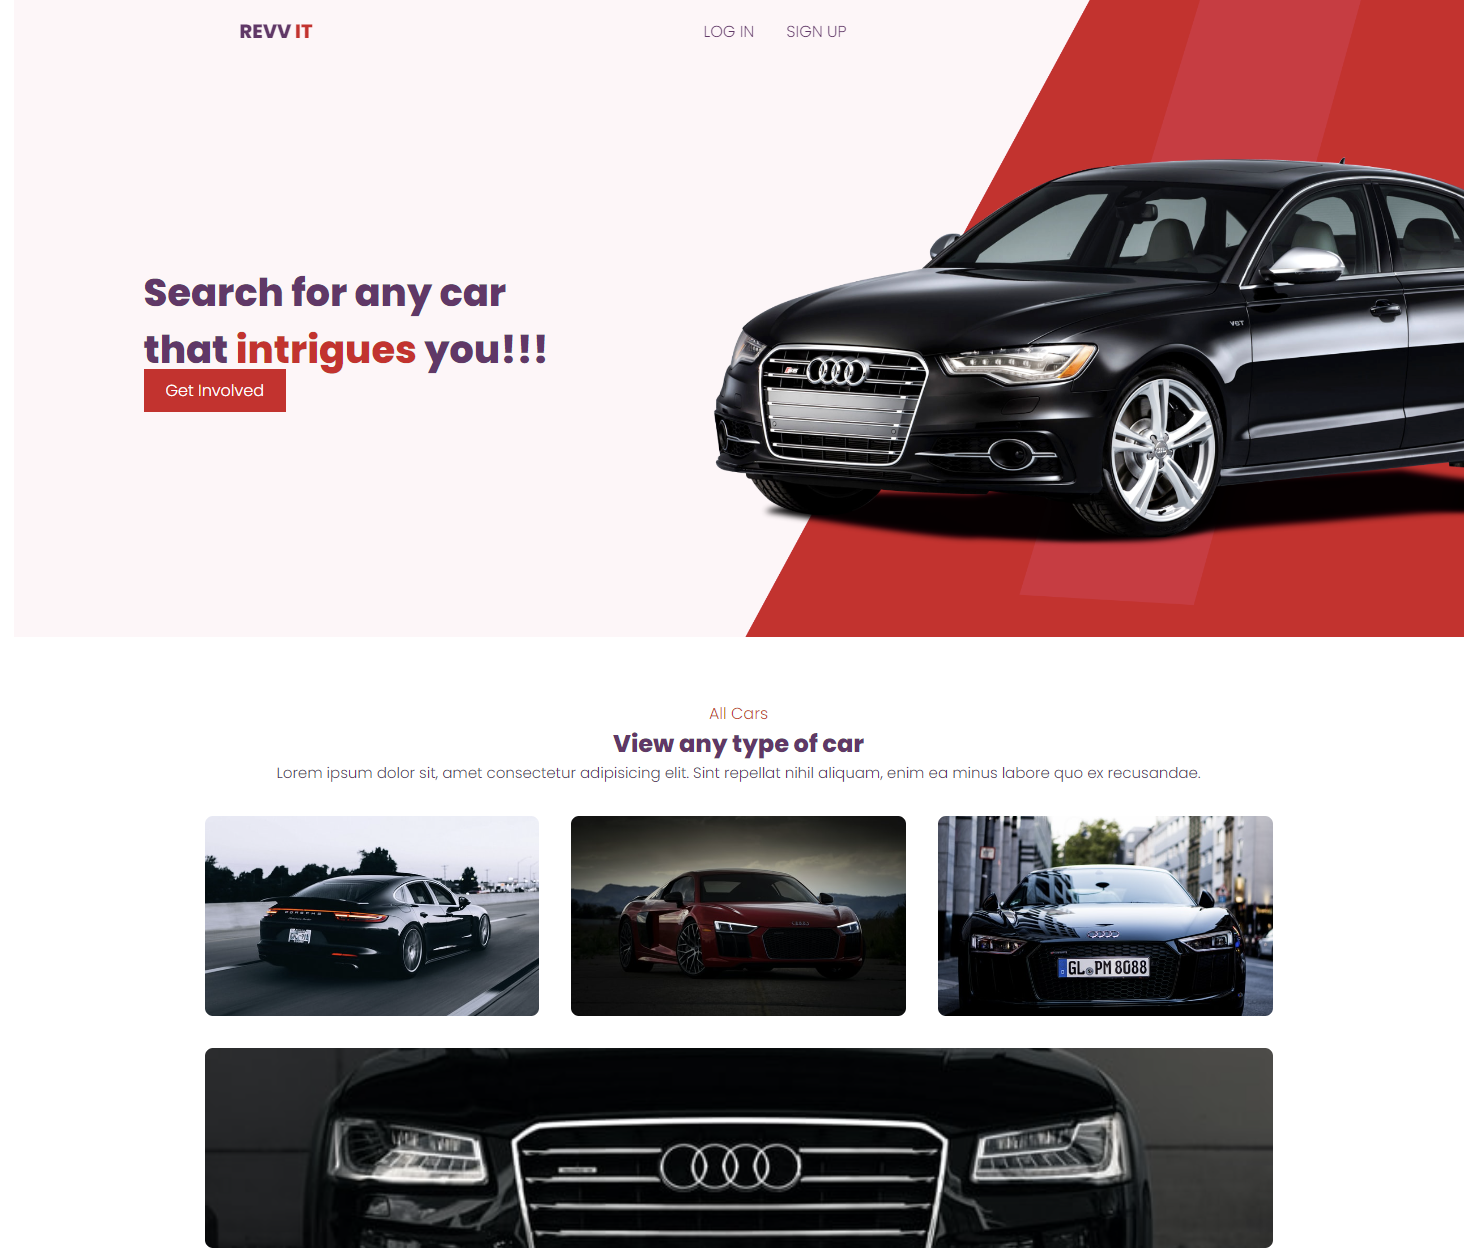 REVV IT
LOG IN
SIGN UP
Search for any car
that intrigues you!!!
Get Involved
V6T
All Cars
View any type of car
Lorem ipsum dolor sit, amet consectetur adipisicing elit. Sint repellat nihil aliquam, enim ea minus labore quo ex recusandae.
PORSCHE
GL PM 8088